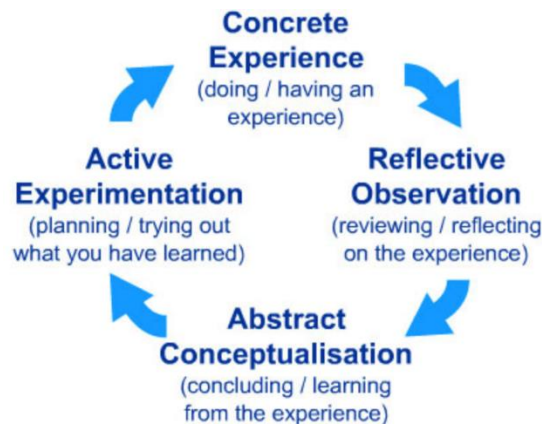 Concrete
Experience
(doing / having an
experience)
Reflective
Observation
(reviewing / reflecting
on the experience)
Abstract
Conceptualisation
(concluding / learning
from the experience)
Active
Experimentation
(planning / trying out
what you have learned)